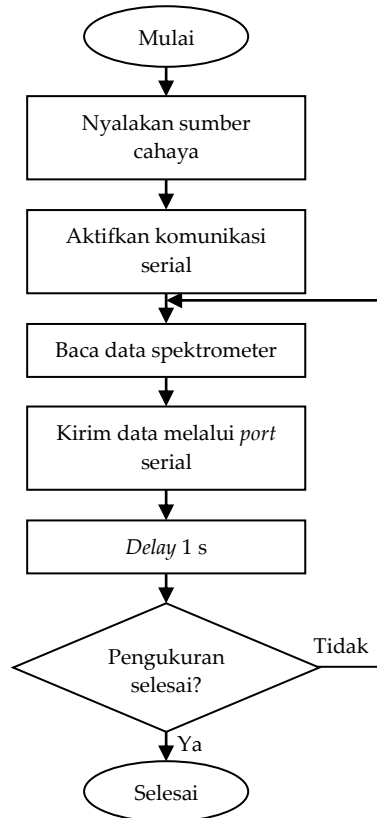 Mulai
Nyalakan sumber
cahaya
Aktifkan komunikasi
serial
Baca data spektrometer
Kirim data melalui port
serial
Delay 1 s
Pengukuran
selesai?
Tidak
Ya
Selesai